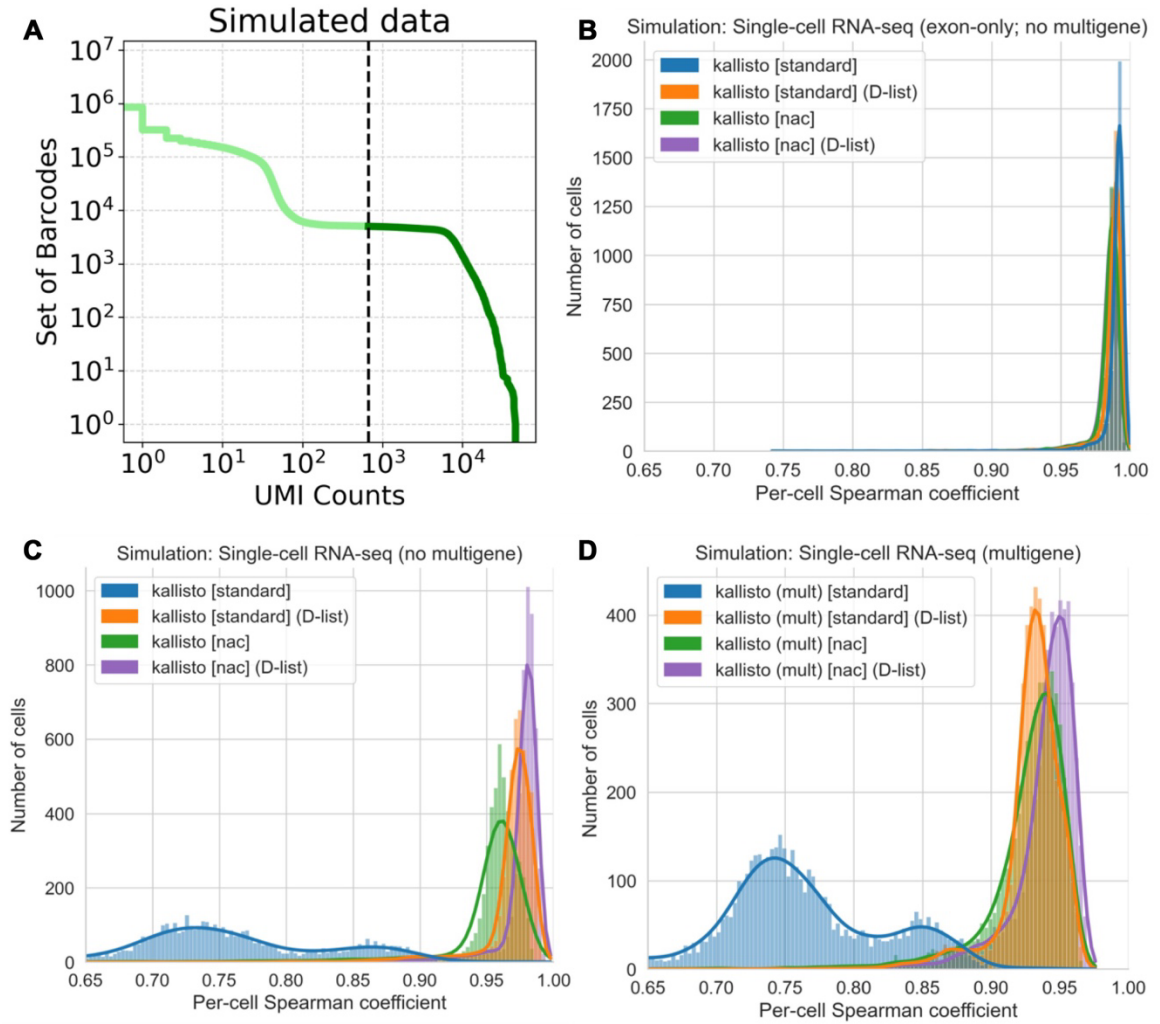 A
Simulated data
10^7
10^6
10^5
10^4
10^3
10^2
10^1
10^0
Set of Barcodes
10^0 10^1 10^2 10^3 10^4
UMI Counts
B
Simulation: Single-cell RNA-seq (exon-only; no multigene)
kallisto [standard]
kallisto [standard] (D-list)
kallisto [nac]
kallisto [nac] (D-list)
2000
1750
1500
1250
1000
750
500
250
0
Number of cells
0.65 0.70 0.75 0.80 0.85 0.90 0.95 1.00
Per-cell Spearman coefficient
C
Simulation: Single-cell RNA-seq (no multigene)
kallisto [standard]
kallisto [standard] (D-list)
kallisto [nac]
kallisto [nac] (D-list)
1000
800
600
400
200
0
Number of cells
0.65 0.70 0.75 0.80 0.85 0.90 0.95 1.00
Per-cell Spearman coefficient
D
Simulation: Single-cell RNA-seq (multigene)
kallisto (mult) [standard]
kallisto (mult) [standard] (D-list)
kallisto (mult) [nac]
kallisto (mult) [nac] (D-list)
400
300
200
100
0
Number of cells
0.65 0.70 0.75 0.80 0.85 0.90 0.95 1.00
Per-cell Spearman coefficient